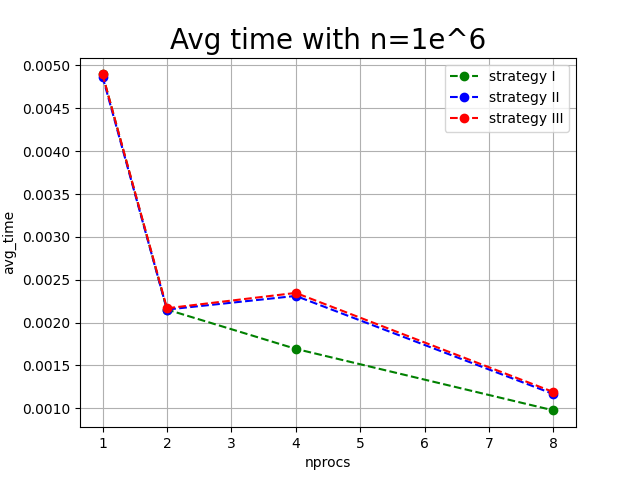 Avg time with n=1e^6
0.0050
0.0045
0.0040
0.0035
0.0030
0.0025
0.0020
0.0015
0.0010
avg_time
strategy I
strategy II
strategy III
1 2 3 4 5 6 7 8
nprocs